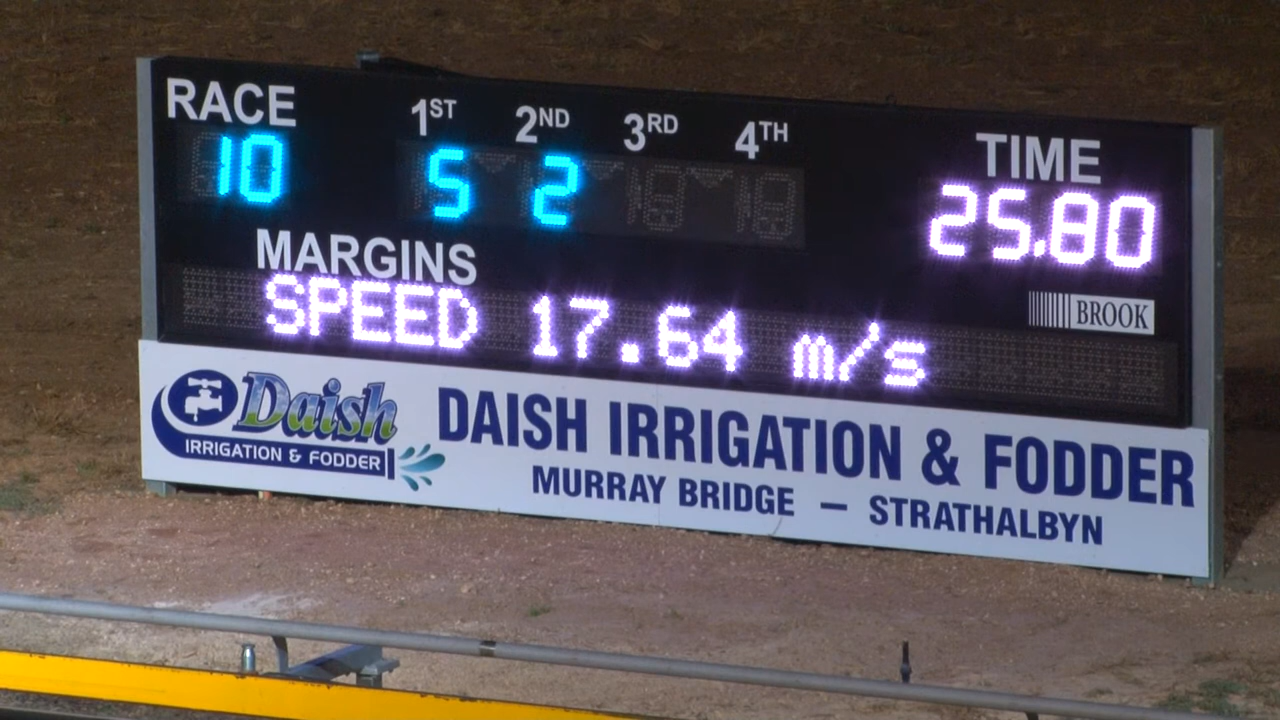 RACE 1ST 2ND 3RD 4TH TIME
10 5 2 25.80
MARGINS
SPEED 17.64 m/s
BROOK
Daish
IRRIGATION & FODDER
DAISH IRRIGATION & FODDER
MURRAY BRIDGE – STRATHALBYN